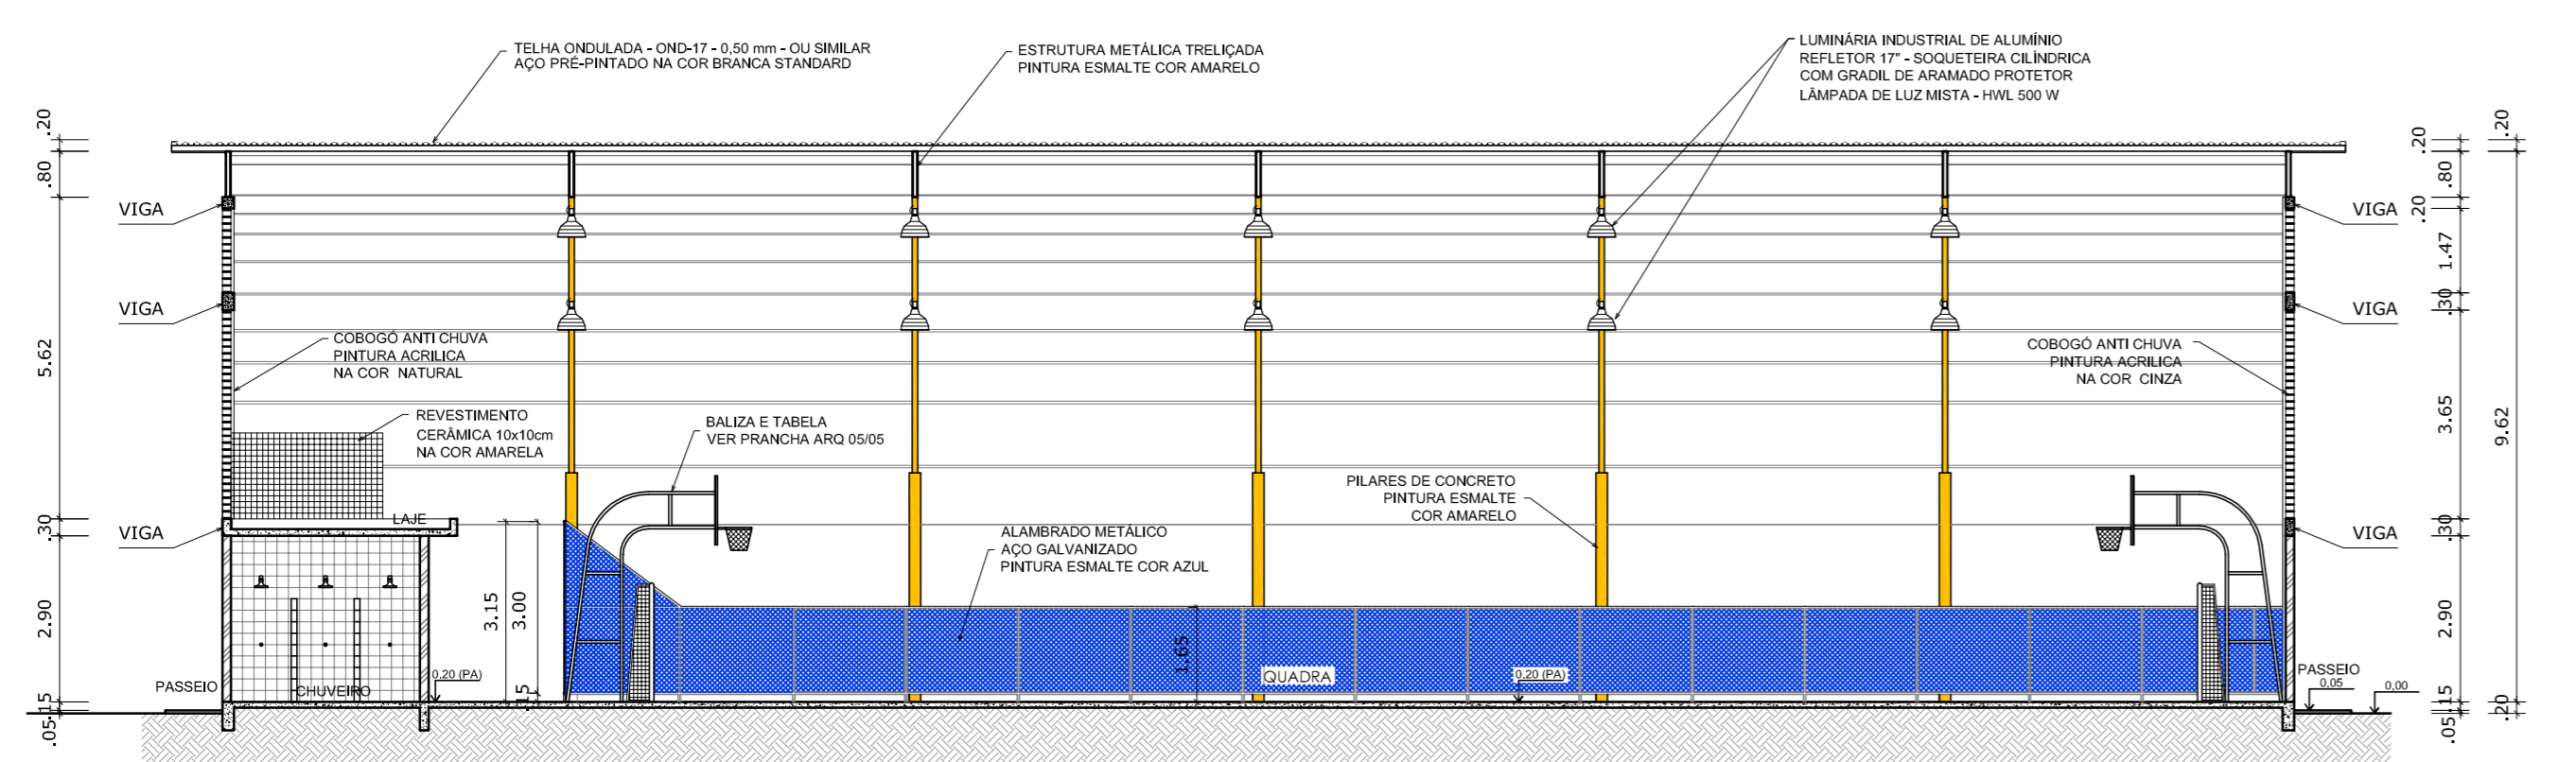 TELHA ONDULADA - OND-17 - 0,50 mm - OU SIMILAR
AÇO PRÉ-PINTADO NA COR BRANCA STANDARD
ESTRUTURA METÁLICA TRELIÇADA
PINTURA ESMALTE COR AMARELO
LUMINÁRIA INDUSTRIAL DE ALUMÍNIO
REFLETOR 17" - SOQUETEIRA CILÍNDRICA
COM GRADIL DE ARAMADO PROTETOR
LÂMPADA DE LUZ MISTA - HWL 500 W
.20
.80
5.62
.30
2.90
.15
.05
VIGA
VIGA
VIGA
COBOGÓ ANTI CHUVA
PINTURA ACRILICA
NA COR NATURAL
REVESTIMENTO
CERÂMICA 10x10cm
NA COR AMARELA
LAJE
BALIZA E TABELA
VER PRANCHA ARQ 05/05
ALAMBRADO METÁLICO
AÇO GALVANIZADO
PINTURA ESMALTE COR AZUL
PILARES DE CONCRETO
PINTURA ESMALTE
COR AMARELO
COBOGÓ ANTI CHUVA
PINTURA ACRILICA
NA COR CINZA
PASSEIO
CHUVEIRO
0.20 (PA)
3.15
3.00
.15
1.65
QUADRA
0.20 (PA)
PASSEIO
0,05
0,00
VIGA
VIGA
VIGA
.20
.80
.20
1.47
.30
3.65
.30
2.90
.15
.05
.20
9.62
.20